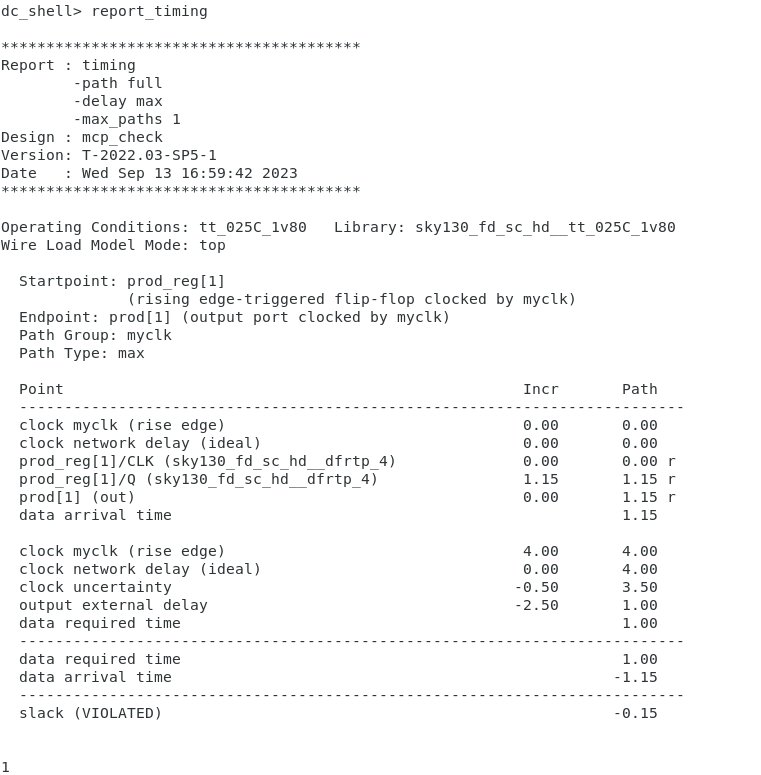 dc_shell> report_timing
****************************************
Report : timing
        -path full
        -delay max
        -max_paths 1
Design : mcp_check
Version: T-2022.03-SP5-1
Date   : Wed Sep 13 16:59:42 2023
****************************************
Operating Conditions: tt_025C_1v80   Library: sky130_fd_sc_hd__tt_025C_1v80
Wire Load Model Mode: top
  Startpoint: prod_reg[1]
              (rising edge-triggered flip-flop clocked by myclk)
  Endpoint: prod[1] (output port clocked by myclk)
  Path Group: myclk
  Path Type: max
  Point                                                   Incr       Path
  --------------------------------------------------------------------------
  clock myclk (rise edge)                                 0.00       0.00
  clock network delay (ideal)                             0.00       0.00
  prod_reg[1]/CLK (sky130_fd_sc_hd__dfrtp_4)              0.00       0.00 r
  prod_reg[1]/Q (sky130_fd_sc_hd__dfrtp_4)                1.15       1.15 r
  prod[1] (out)                                           0.00       1.15 r
  data arrival time                                                  1.15
  clock myclk (rise edge)                                 4.00       4.00
  clock network delay (ideal)                             0.00       4.00
  clock uncertainty                                      -0.50       3.50
  output external delay                                  -2.50       1.00
  data required time                                                 1.00
  --------------------------------------------------------------------------
  data required time                                                 1.00
  data arrival time                                                 -1.15
  --------------------------------------------------------------------------
  slack (VIOLATED)                                                  -0.15
1